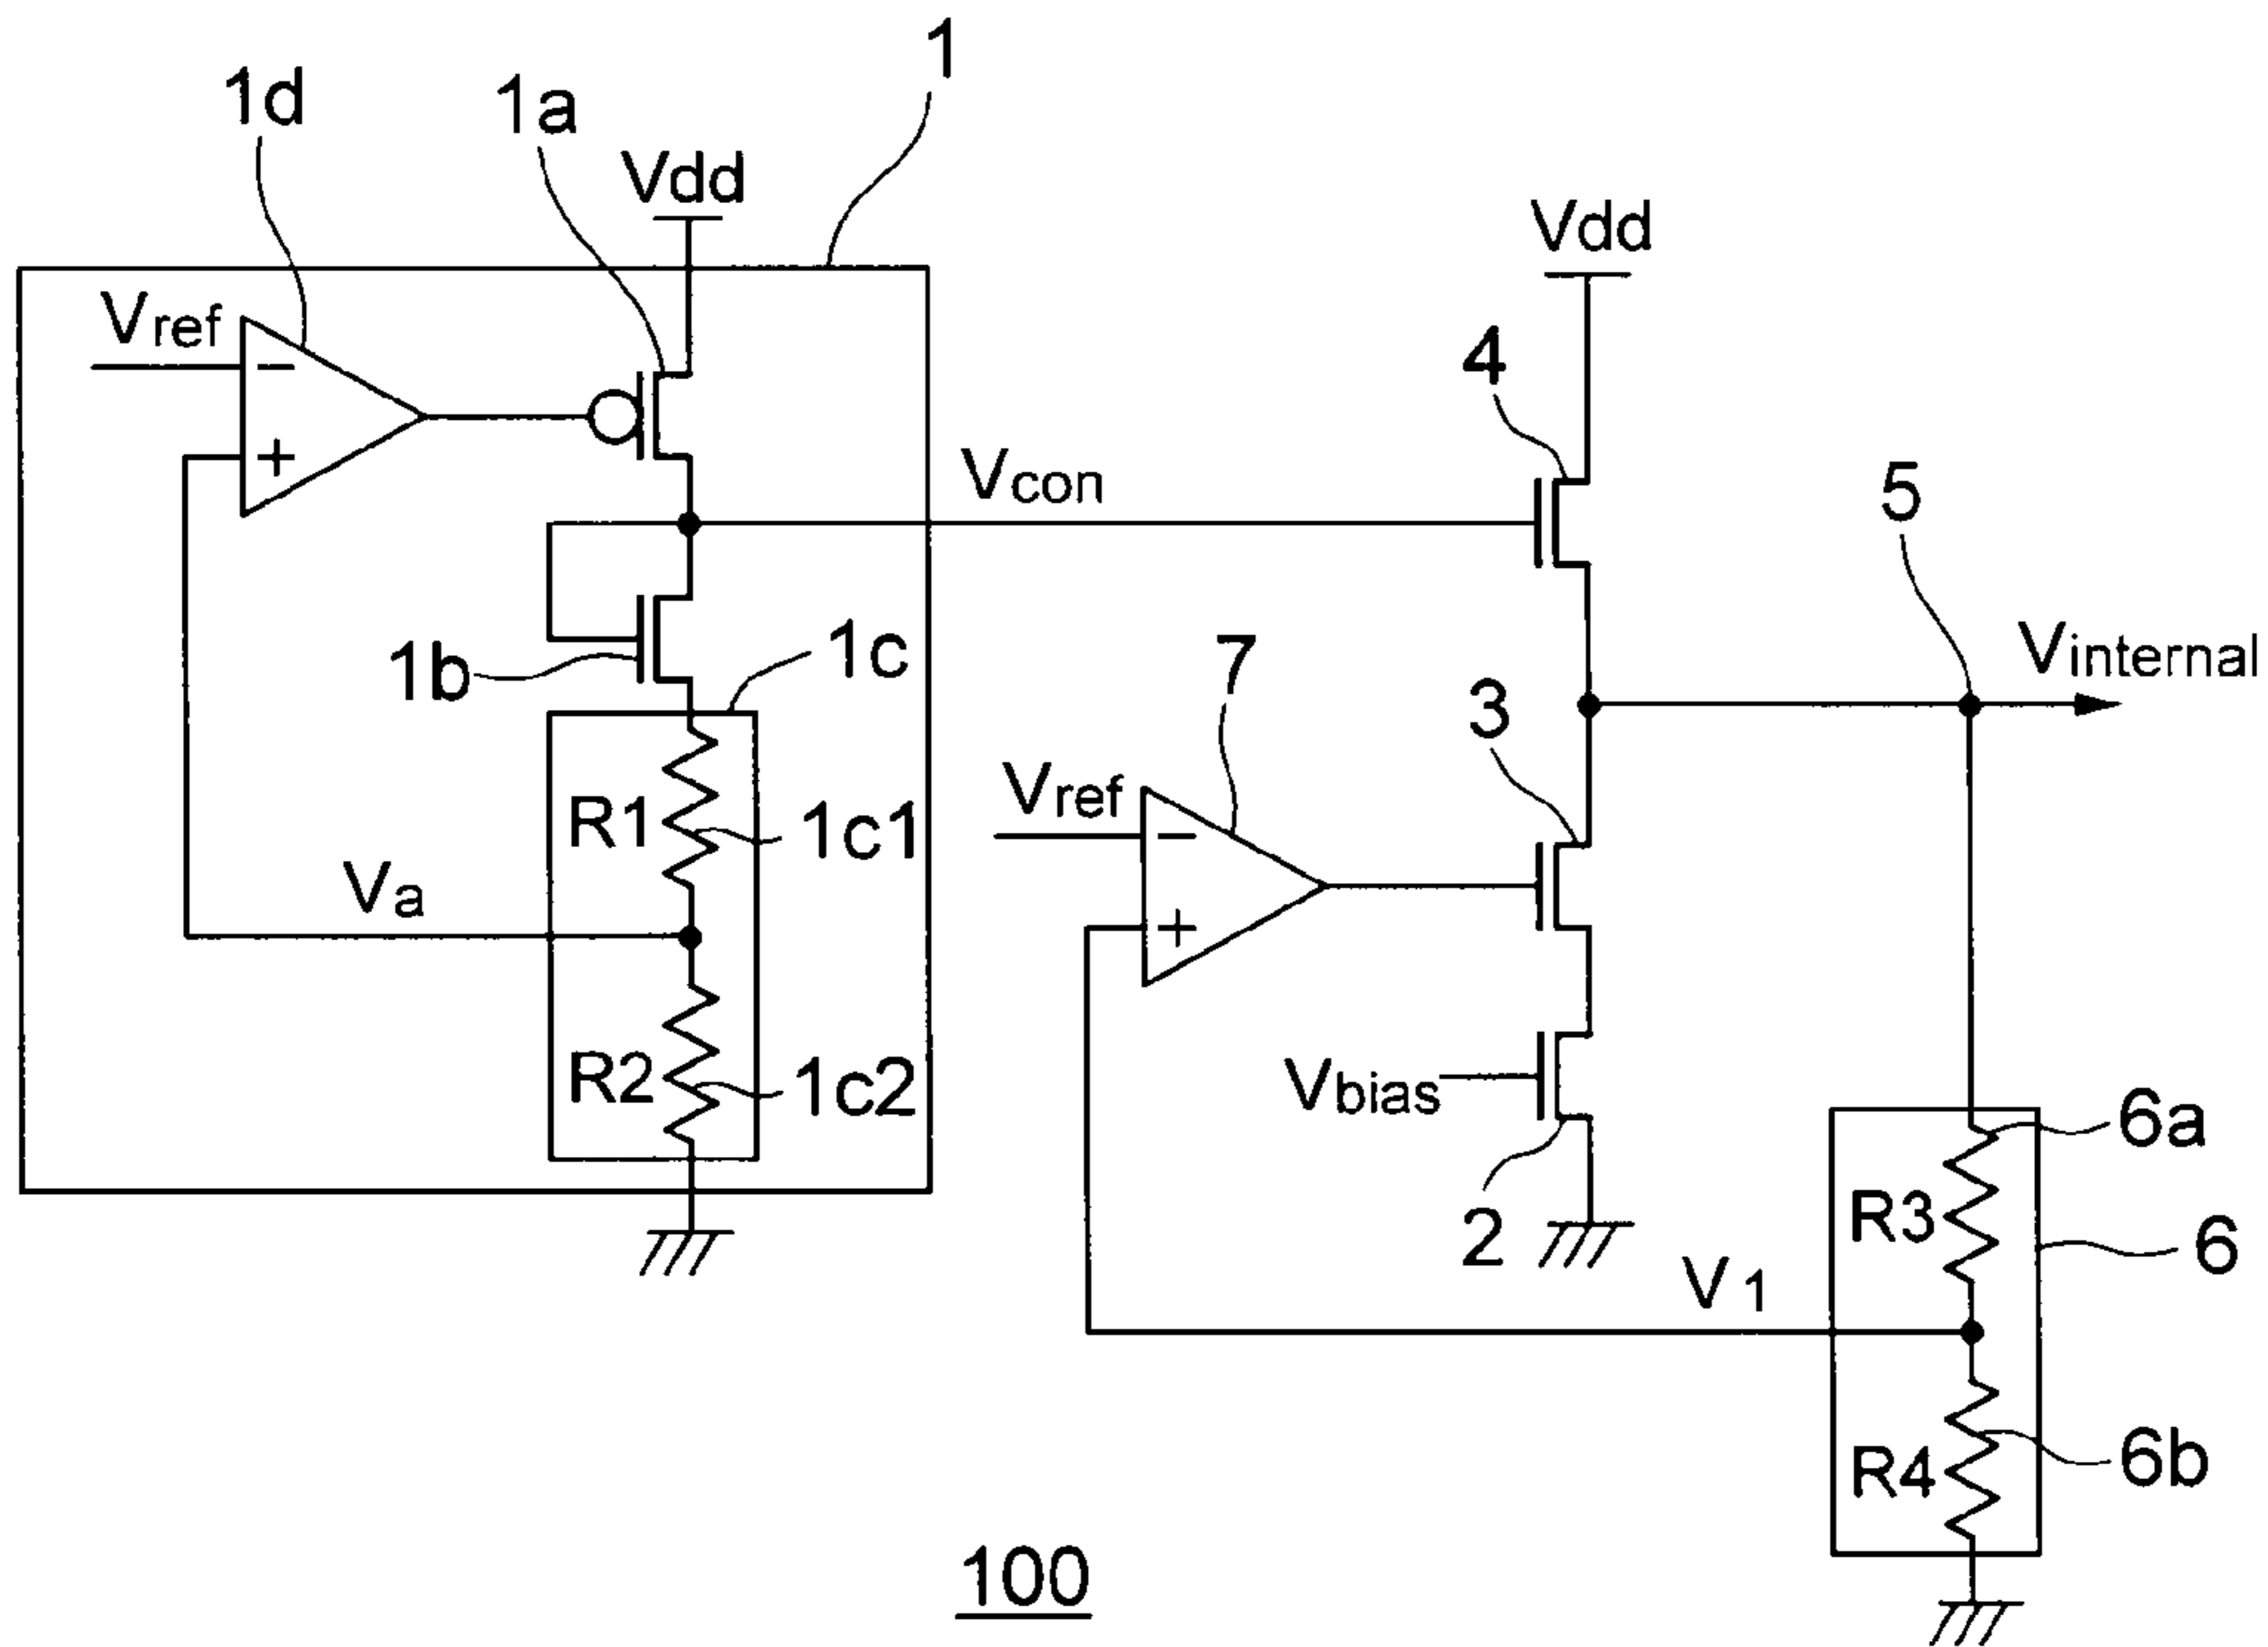 1
1d
1a
Vdd
Vdd
Vref
−
+
4
Vcon
5
1b
1c
7
3
Vinternal
R1
1c1
Vref
−
+
Va
R2
1c2
Vbias
6a
2
R3
6
V1
R4
6b
100